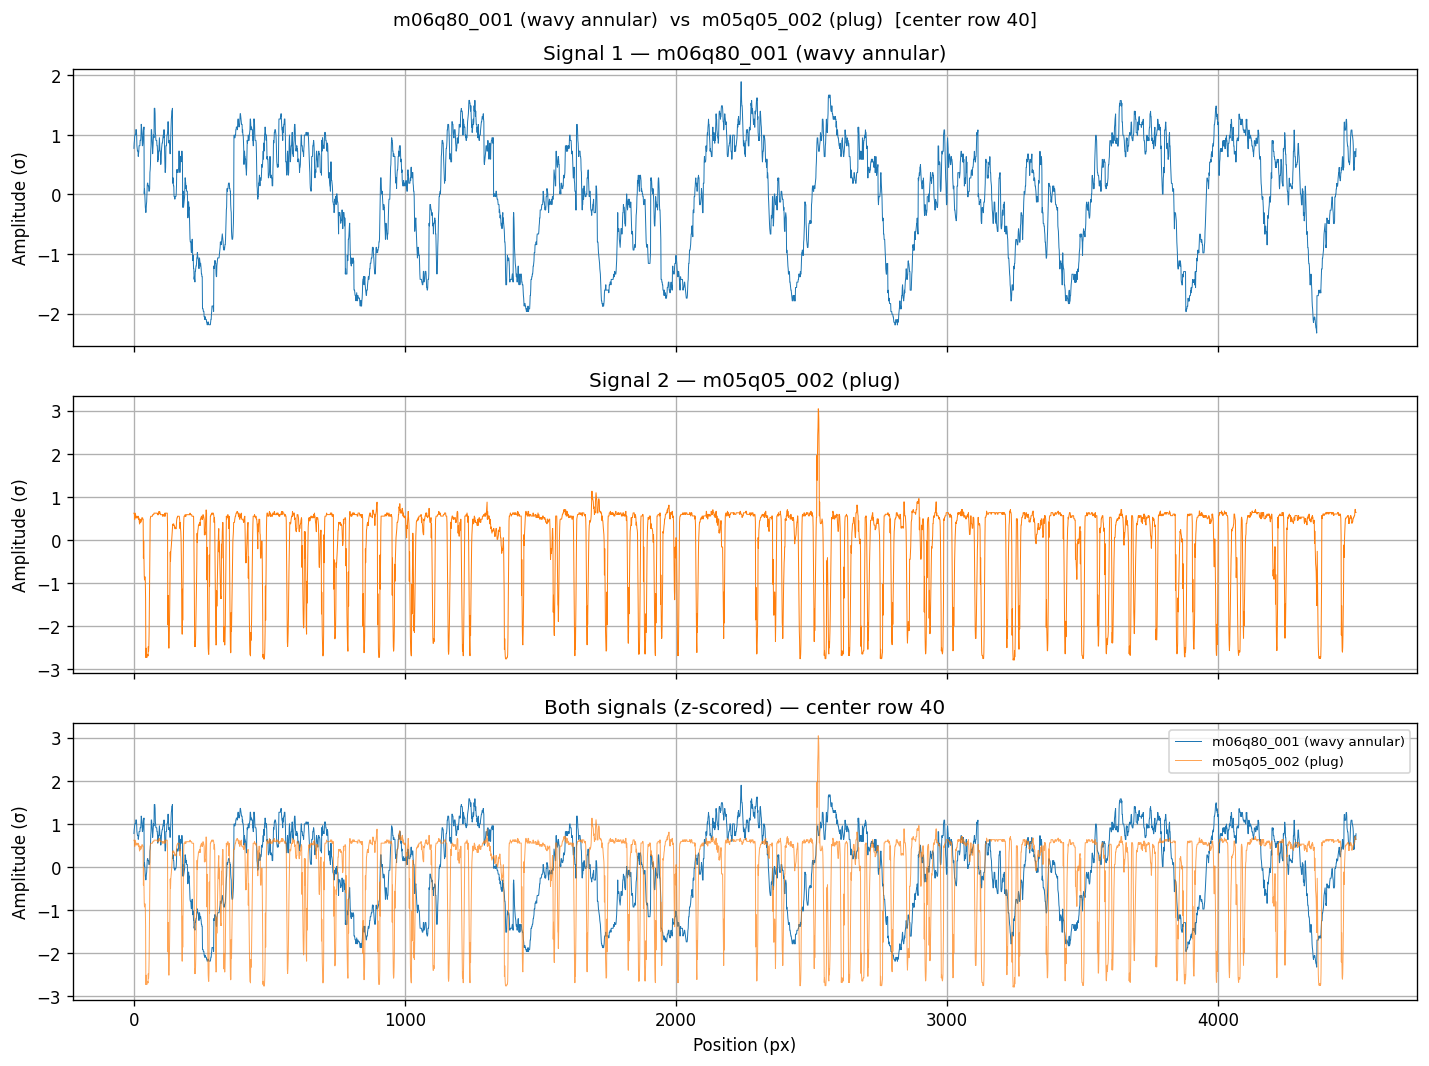 m06q80_001 (wavy annular)  vs  m05q05_002 (plug)  [center row 40]
Signal 1 — m06q80_001 (wavy annular)
Amplitude (σ)
2
1
0
−1
−2
Signal 2 — m05q05_002 (plug)
Amplitude (σ)
3
2
1
0
−1
−2
−3
Both signals (z-scored) — center row 40
Amplitude (σ)
3
2
1
0
−1
−2
−3
m06q80_001 (wavy annular)
m05q05_002 (plug)
0 1000 2000 3000 4000
Position (px)